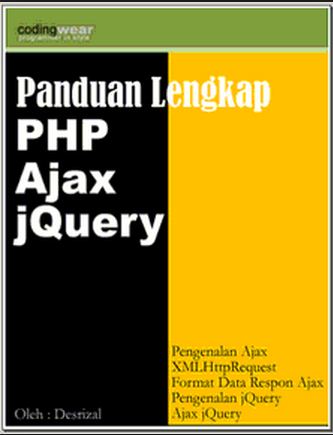 codingwear
programmer in style
Panduan Lengkap
PHP
Ajax
jQuery
Pengenalan Ajax
XMLHttpRequest
Format Data Respon Ajax
Pengenalan jQuery
Ajax jQuery
Oleh : Desrizal